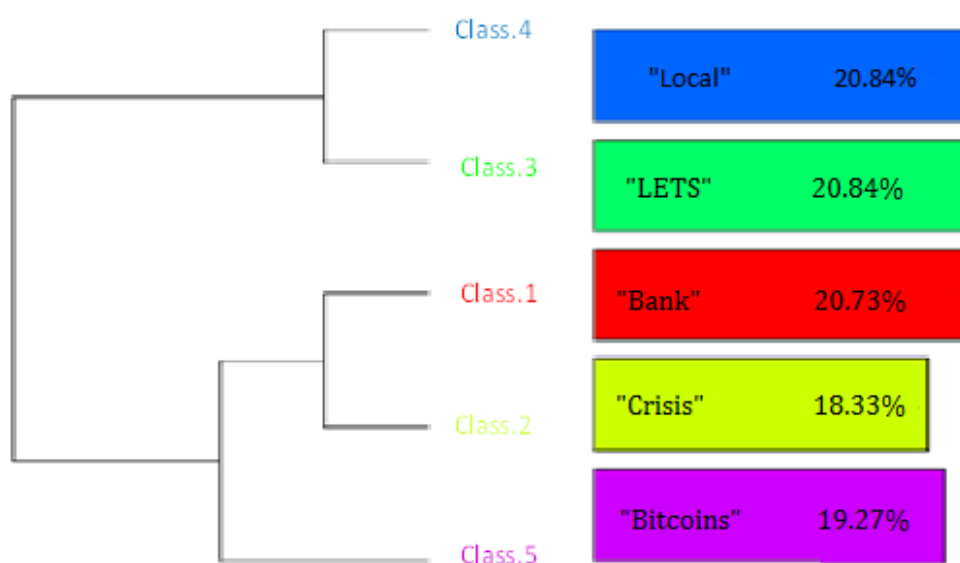 Class.4
"Local" 20.84%
Class.3
"LETS" 20.84%
Class.1
"Bank" 20.73%
Class.2
"Crisis" 18.33%
Class.5
"Bitcoins" 19.27%